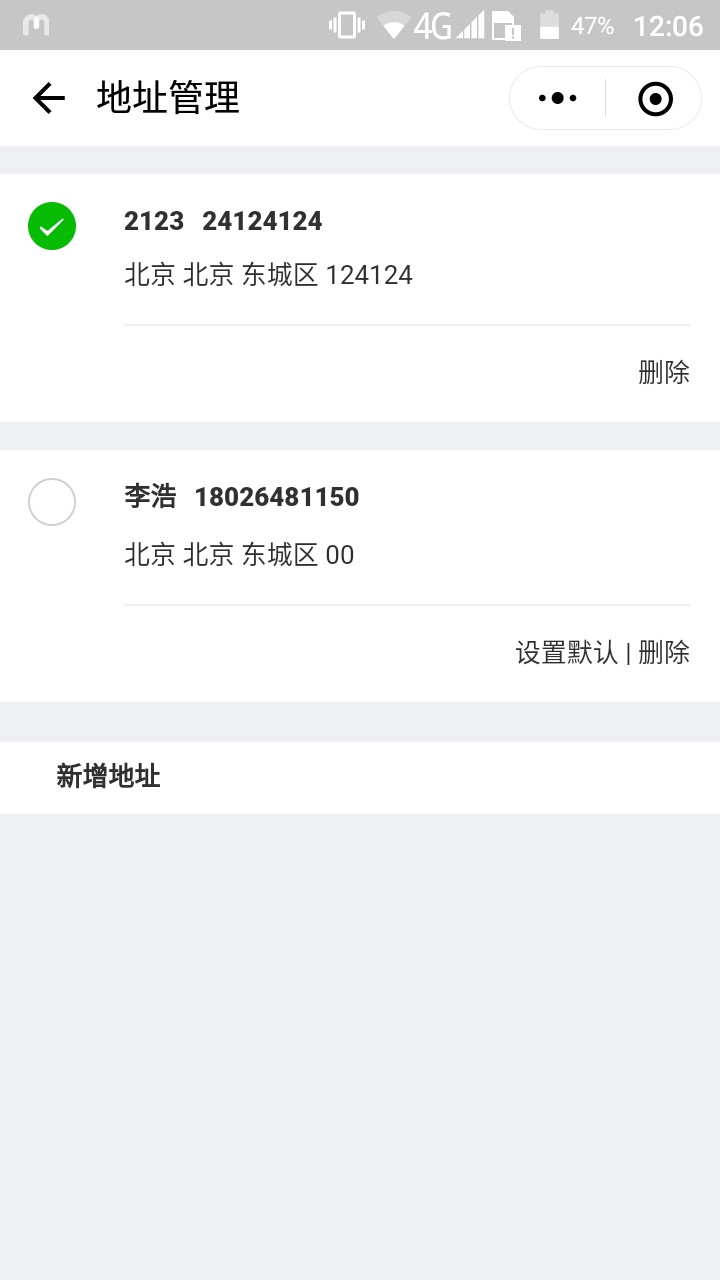 4G 47% 12:06
地址管理
2123 24124124
北京 北京 东城区 124124
删除
李浩 18026481150
北京 北京 东城区 00
设置默认 | 删除
新增地址